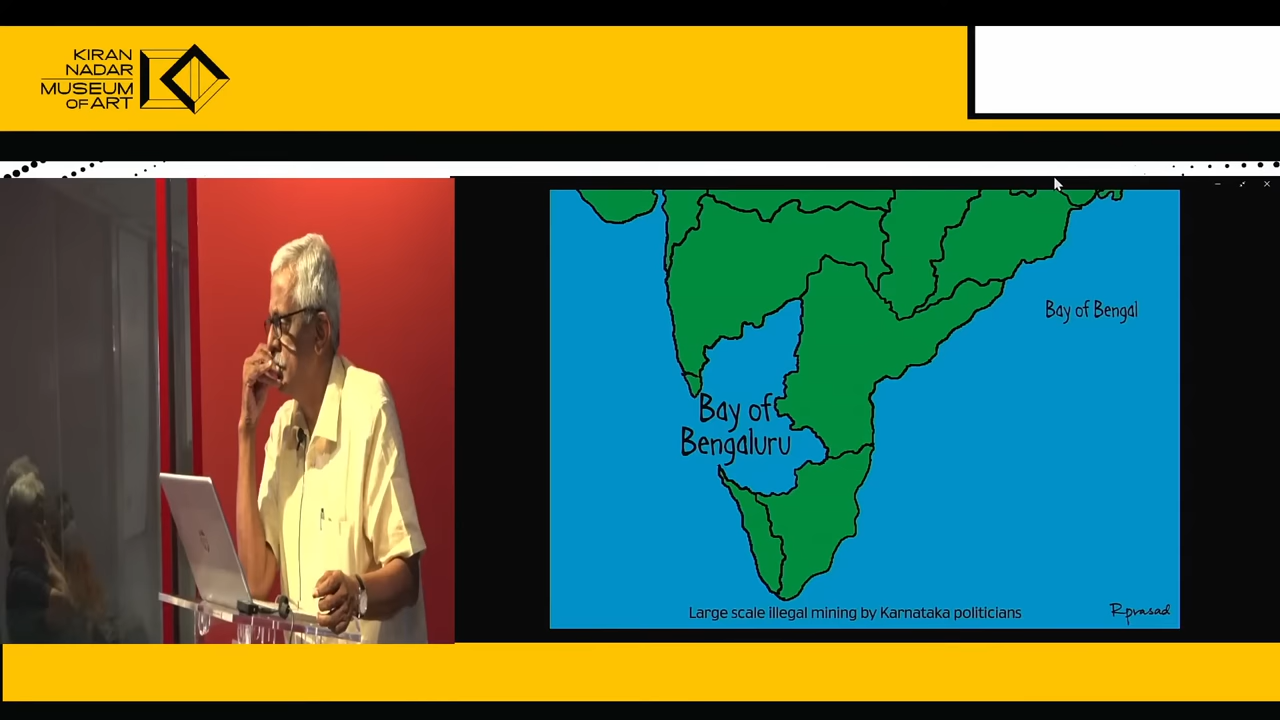 KIRAN
NADAR
MUSEUM
OF ART
Bay of Bengal
Bay of
Bengaluru
Large scale illegal mining by Karnataka politicians
Rprasad